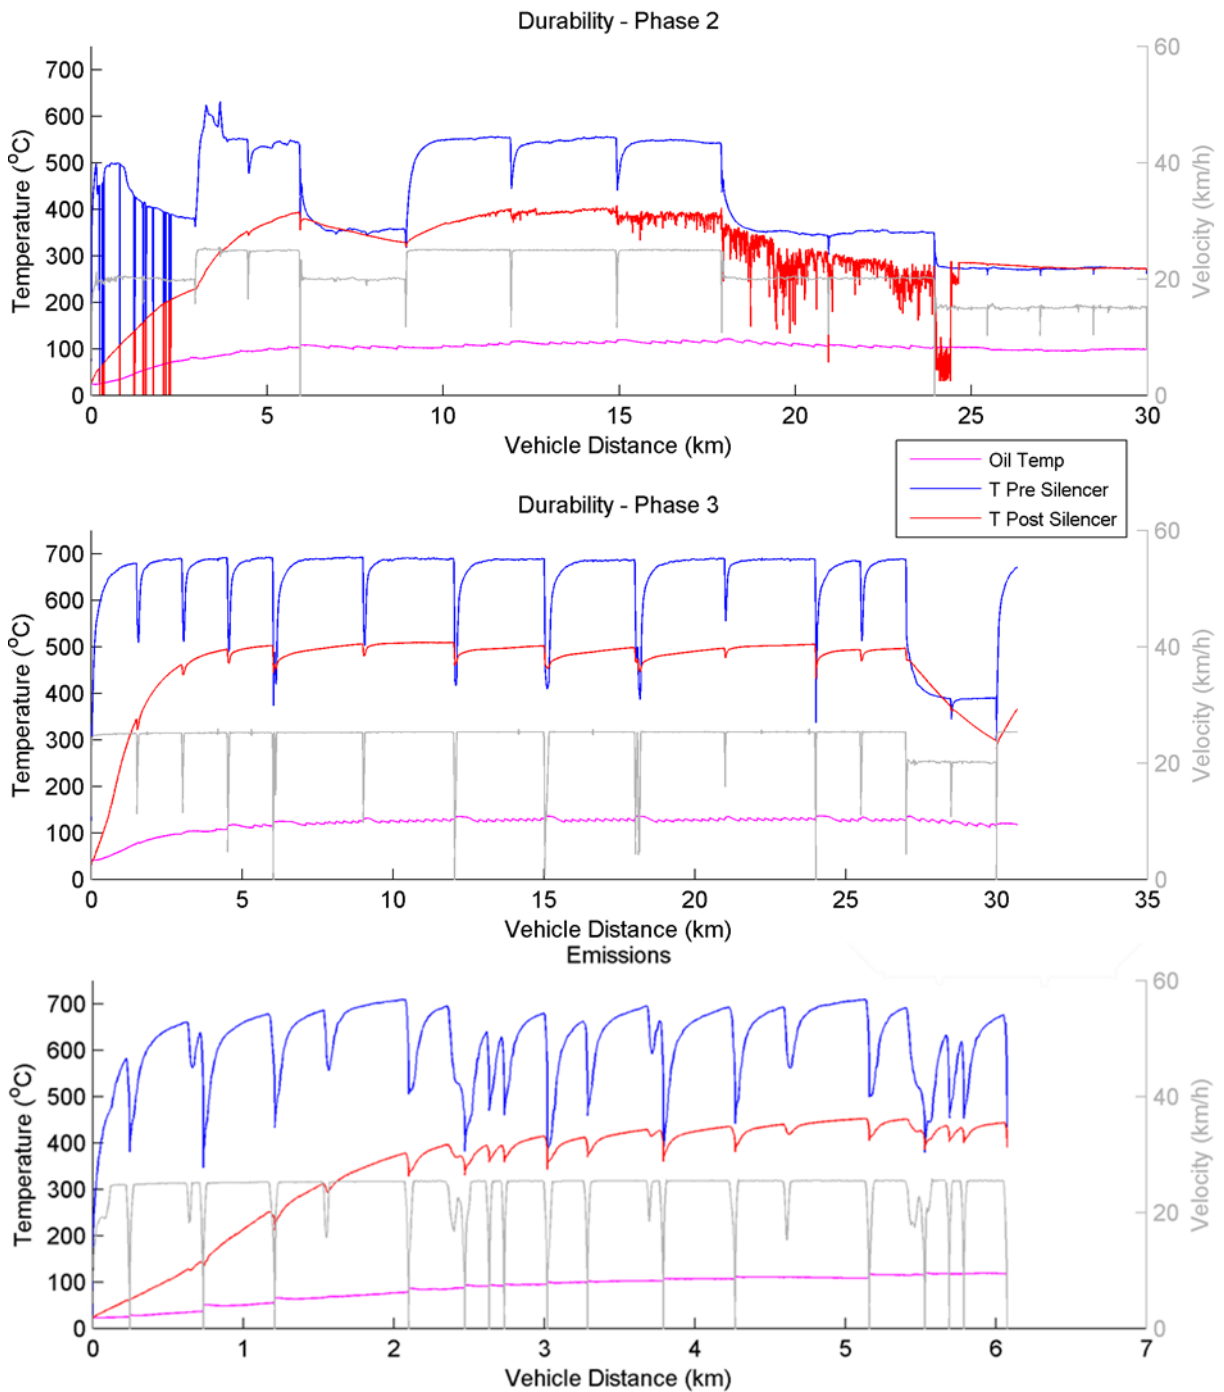 Durability - Phase 2
Temperature (°C)
700
600
500
400
300
200
100
0
0 5 10 15 20 25 30
60
40
20
0
Velocity (km/h)
Vehicle Distance (km)
Oil Temp
T Pre Silencer
T Post Silencer
Durability - Phase 3
Temperature (°C)
700
600
500
400
300
200
100
0
0 5 10 15 20 25 30 35
60
40
20
0
Velocity (km/h)
Vehicle Distance (km)
Emissions
Temperature (°C)
700
600
500
400
300
200
100
0
0 1 2 3 4 5 6 7
60
40
20
0
Velocity (km/h)
Vehicle Distance (km)